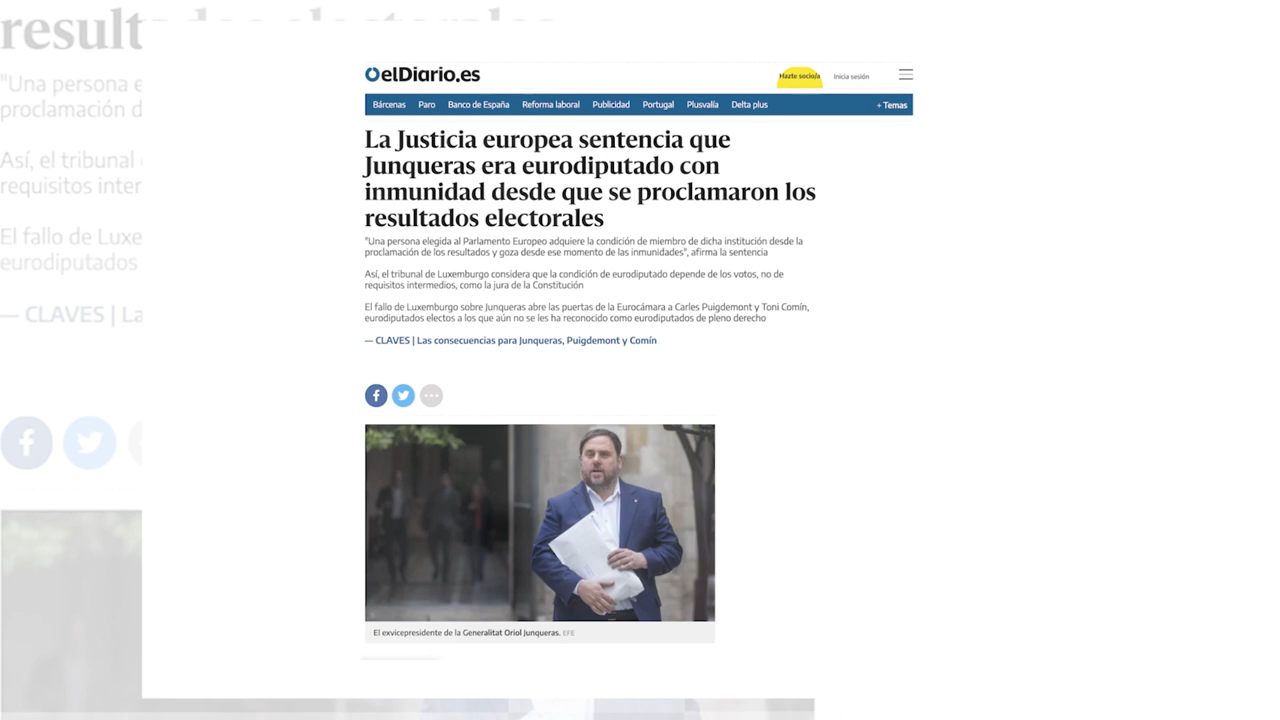 result
"Una persona e
proclamación d
Así, el tribunal
requisitos inter
El fallo de Luxe
eurodiputados
— CLAVES | La
elDiario.es
Hazte socio/a
Inicia sesión
Bárcenas Paro Banco de España Reforma laboral Publicidad Portugal Plusvalía Delta plus + Temas
La Justicia europea sentencia que
Junqueras era eurodiputado con
inmunidad desde que se proclamaron los
resultados electorales
"Una persona elegida al Parlamento Europeo adquiere la condición de miembro de dicha institución desde la
proclamación de los resultados y goza desde ese momento de las inmunidades", afirma la sentencia
Así, el tribunal de Luxemburgo considera que la condición de eurodiputado depende de los votos, no de
requisitos intermedios, como la jura de la Constitución
El fallo de Luxemburgo sobre Junqueras abre las puertas de la Eurocámara a Carles Puigdemont y Toni Comín,
eurodiputados electos a los que aún no se les ha reconocido como eurodiputados de pleno derecho
— CLAVES | Las consecuencias para Junqueras, Puigdemont y Comín
El exvicepresidente de la Generalitat Oriol Junqueras. EFE